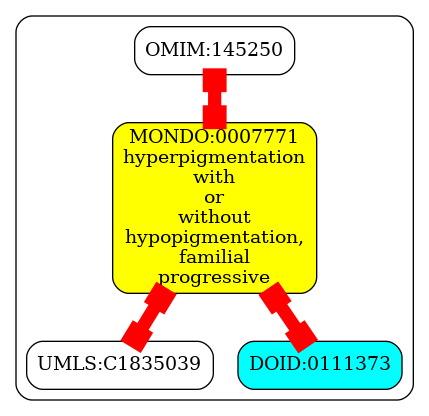 OMIM:145250
MONDO:0007771
hyperpigmentation
with
or
without
hypopigmentation,
familial
progressive
UMLS:C1835039
DOID:0111373